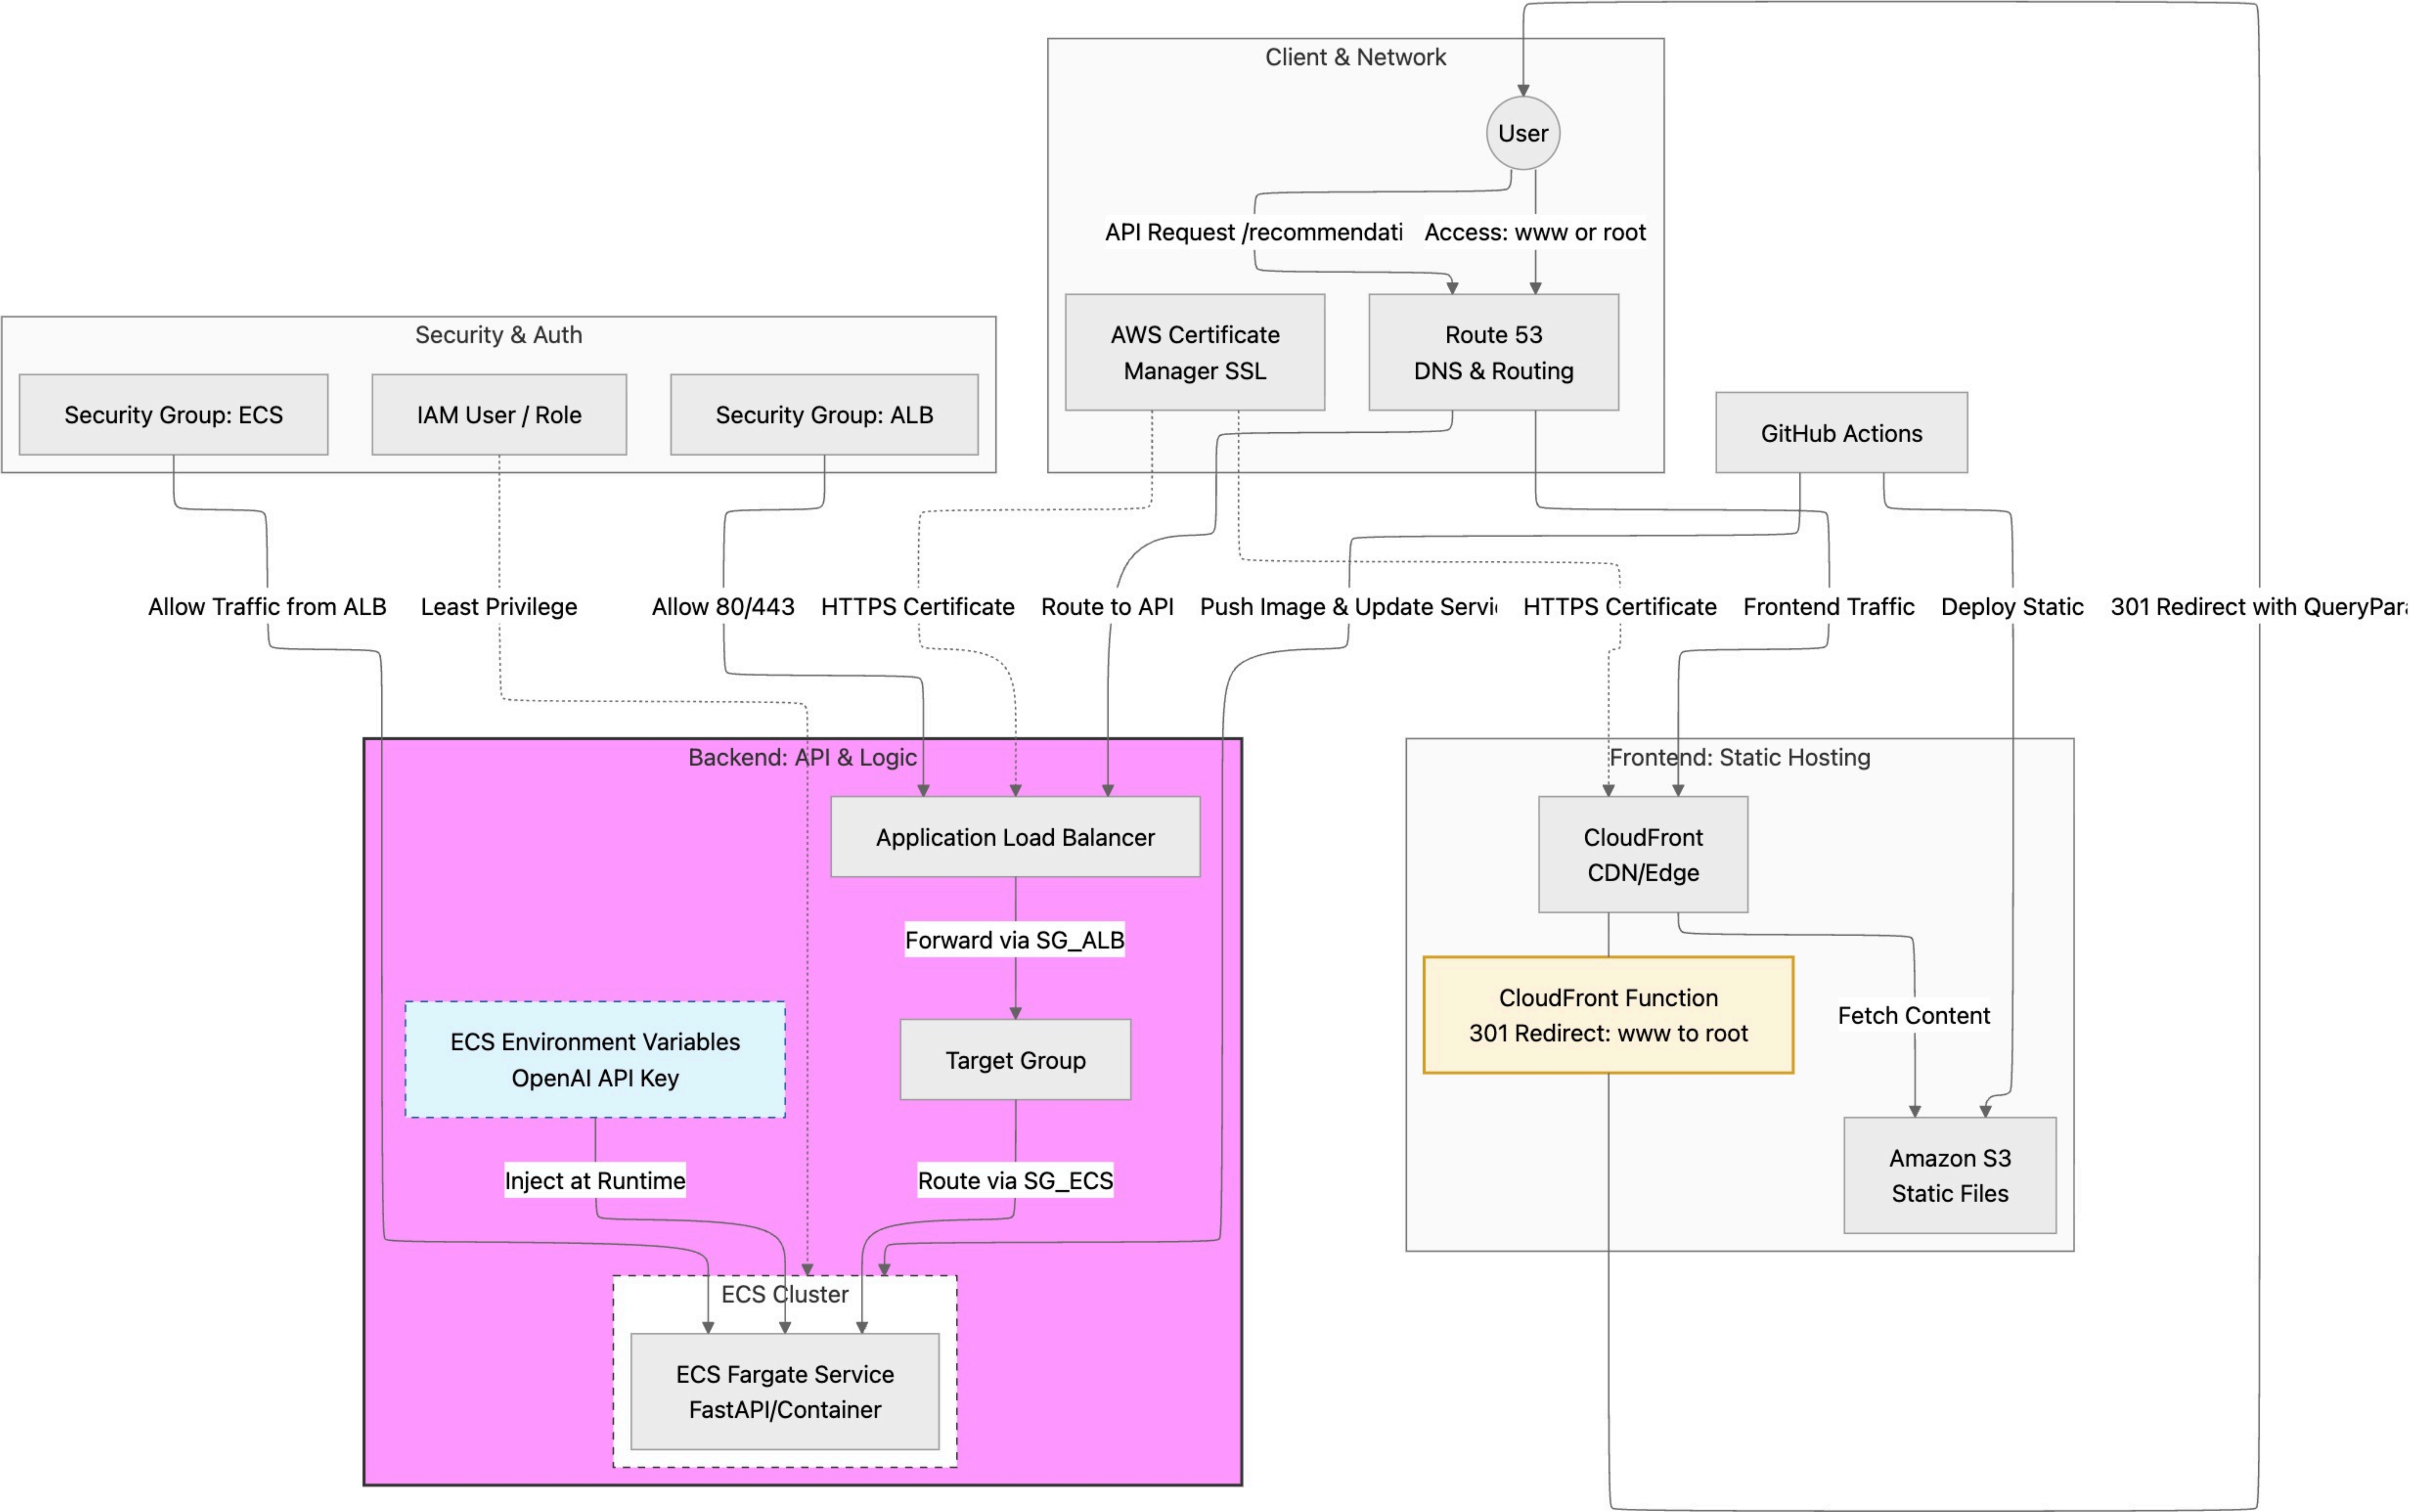 Client & Network
User
API Request /recommendati
Access: www or root
AWS Certificate
Manager SSL
Route 53
DNS & Routing
Security & Auth
Security Group: ECS
IAM User / Role
Security Group: ALB
GitHub Actions
Allow Traffic from ALB
Least Privilege
Allow 80/443
HTTPS Certificate
Route to API
Push Image & Update Servi
HTTPS Certificate
Frontend Traffic
Deploy Static
301 Redirect with QueryPar
Backend: API & Logic
Application Load Balancer
Forward via SG_ALB
Target Group
ECS Environment Variables
OpenAI API Key
Inject at Runtime
Route via SG_ECS
ECS Cluster
ECS Fargate Service
FastAPI/Container
Frontend: Static Hosting
CloudFront
CDN/Edge
CloudFront Function
301 Redirect: www to root
Fetch Content
Amazon S3
Static Files